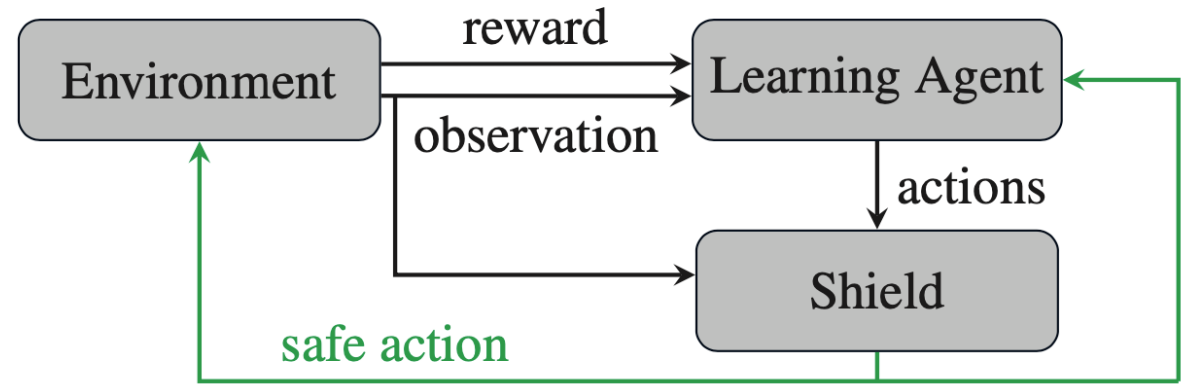 reward
Environment
Learning Agent
observation
actions
Shield
safe action